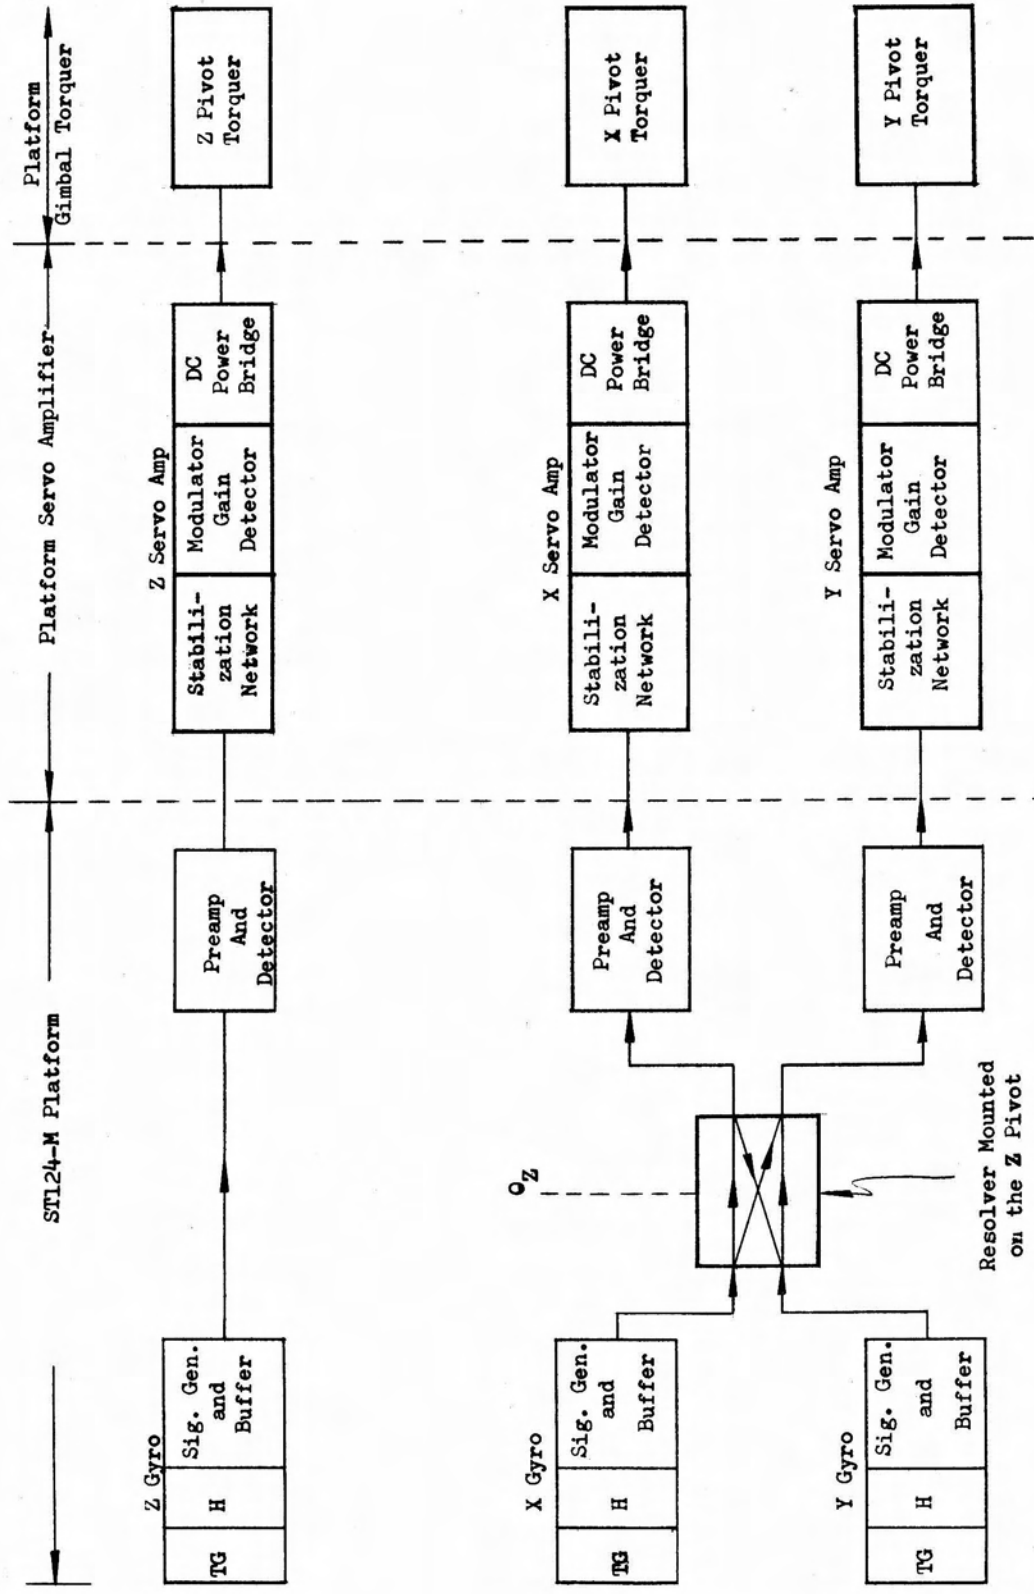 ST124-M Platform
Platform Servo Amplifier
Platform
Gimbal Torquer
Z Gyro
TG
H
Sig. Gen.
and
Buffer
Preamp
And
Detector
Z Servo Amp
Stabili-
zation
Network
Modulator
Gain
Detector
DC
Power
Bridge
Z Pivot
Torquer
X Gyro
TG
H
Sig. Gen.
and
Buffer
ΘZ
Preamp
And
Detector
X Servo Amp
Stabili-
zation
Network
Modulator
Gain
Detector
DC
Power
Bridge
X Pivot
Torquer
Y Gyro
TG
H
Sig. Gen.
and
Buffer
Resolver Mounted
on the Z Pivot
Preamp
And
Detector
Y Servo Amp
Stabili-
zation
Network
Modulator
Gain
Detector
DC
Power
Bridge
Y Pivot
Torquer